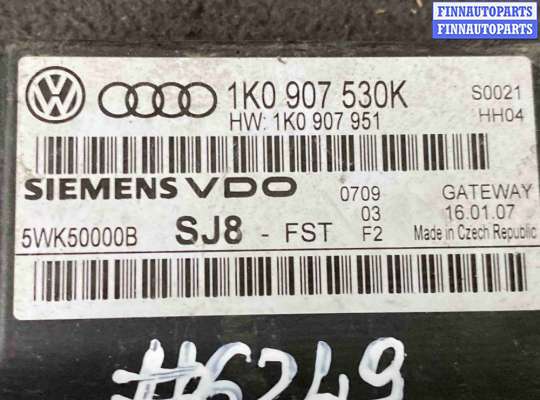 FINNAUTOPARTS
FINNAUTOPARTS
1K0 907 530K S0021
HW: 1K0 907 951 HH04
SIEMENS VDO 0709 GATEWAY
03 16.01.07
5WK50000B SJ8 - FST F2 Made in Czech Republic
#6249